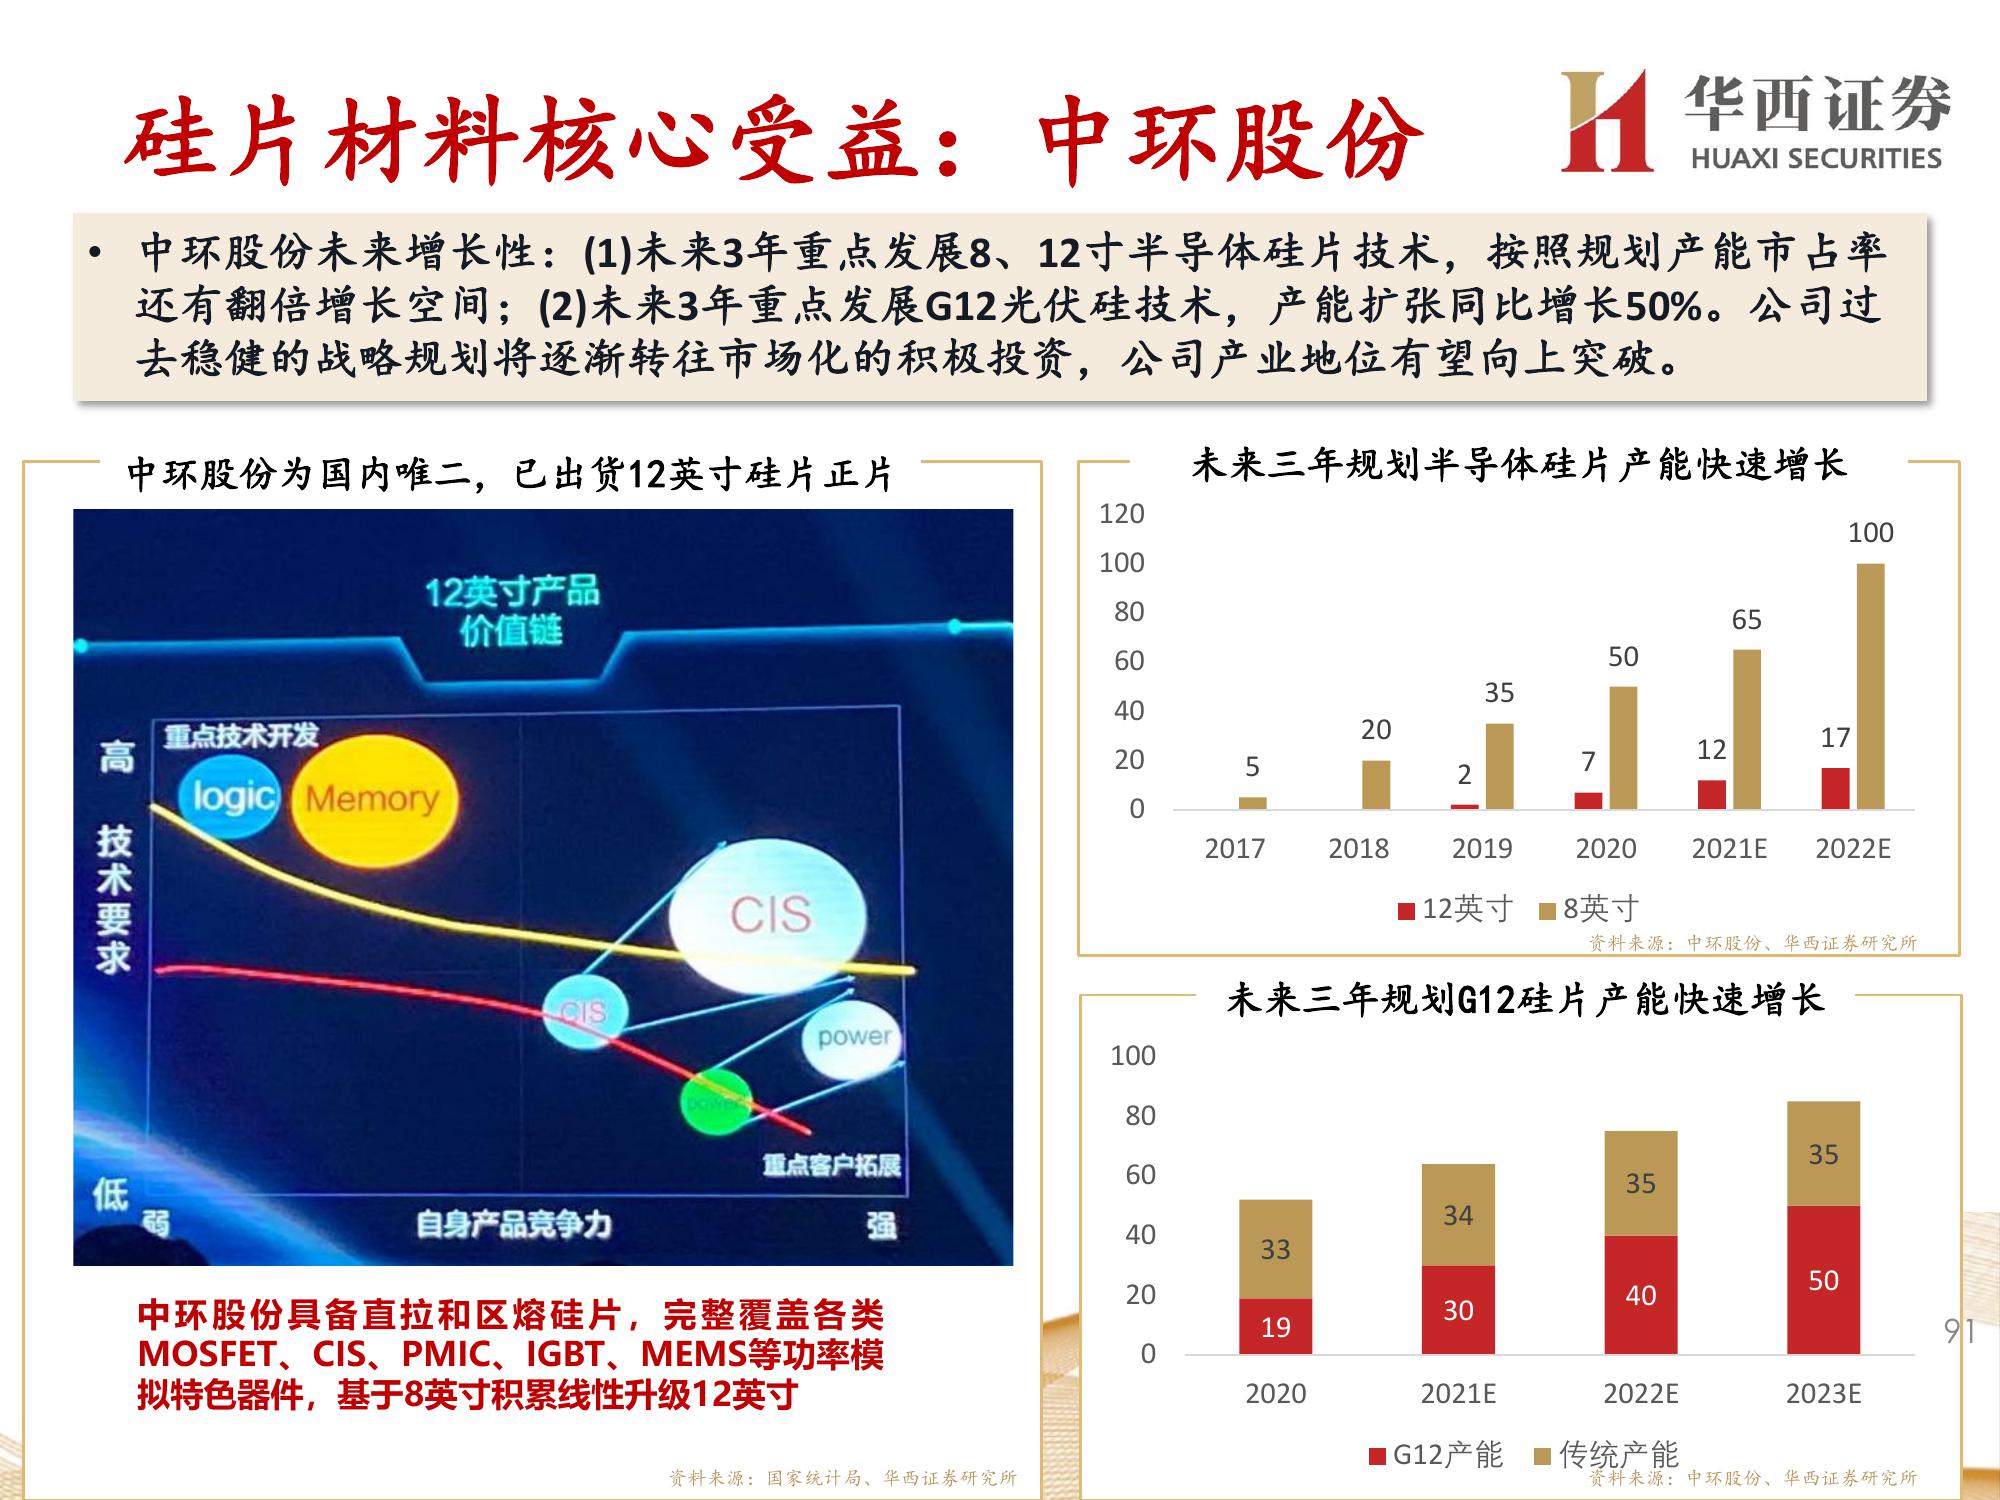 硅片材料核心受益：中环股份
华西证券
HUAXI SECURITIES
• 中环股份未来增长性：(1)未来3年重点发展8、12寸半导体硅片技术，按照规划产能市占率
还有翻倍增长空间；(2)未来3年重点发展G12光伏硅技术，产能扩张同比增长50%。公司过
去稳健的战略规划将逐渐转往市场化的积极投资，公司产业地位有望向上突破。
中环股份为国内唯二，已出货12英寸硅片正片
12英寸产品
价值链
重点技术开发
高
logic
Memory
技术要求
CIS
CIS
power
power
重点客户拓展
低
弱
自身产品竞争力
强
中环股份具备直拉和区熔硅片，完整覆盖各类
MOSFET、CIS、PMIC、IGBT、MEMS等功率模
拟特色器件，基于8英寸积累线性升级12英寸
资料来源：国家统计局、华西证券研究所
未来三年规划半导体硅片产能快速增长
120
100
80
60
40
20
0
5
20
2
35
7
50
12
65
17
100
2017
2018
2019
2020
2021E
2022E
12英寸
8英寸
资料来源：中环股份、华西证券研究所
未来三年规划G12硅片产能快速增长
100
80
60
40
20
0
33
19
34
30
35
40
35
50
2020
2021E
2022E
2023E
G12产能
传统产能
资料来源：中环股份、华西证券研究所
91